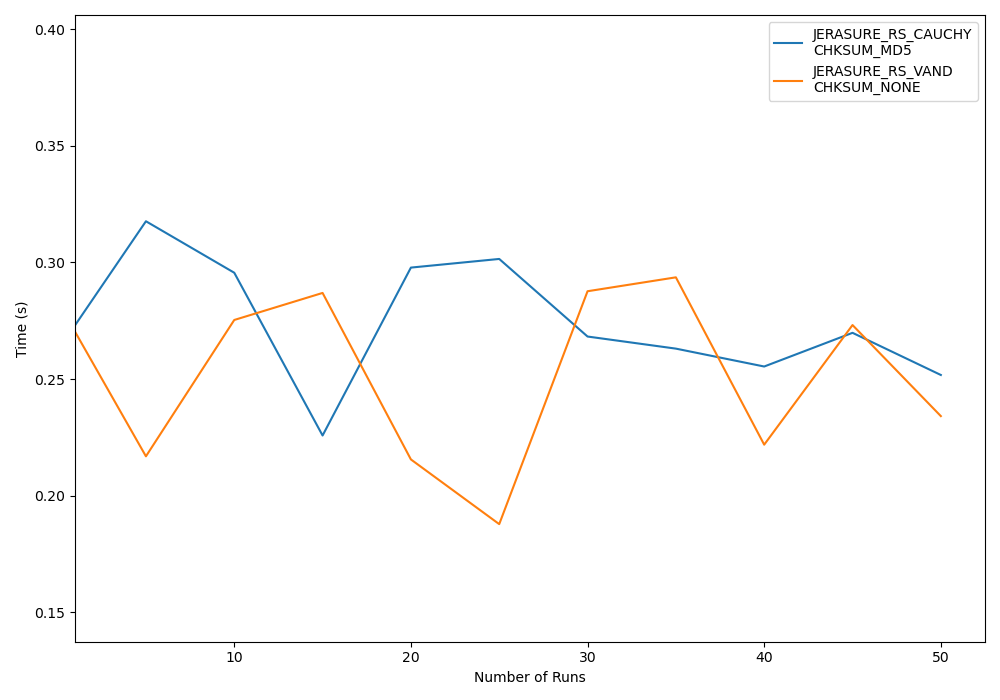 JERASURE_RS_CAUCHY
CHKSUM_MD5
JERASURE_RS_VAND
CHKSUM_NONE
Time (s)
0.40
0.35
0.30
0.25
0.20
0.15
10
20
30
40
50
Number of Runs